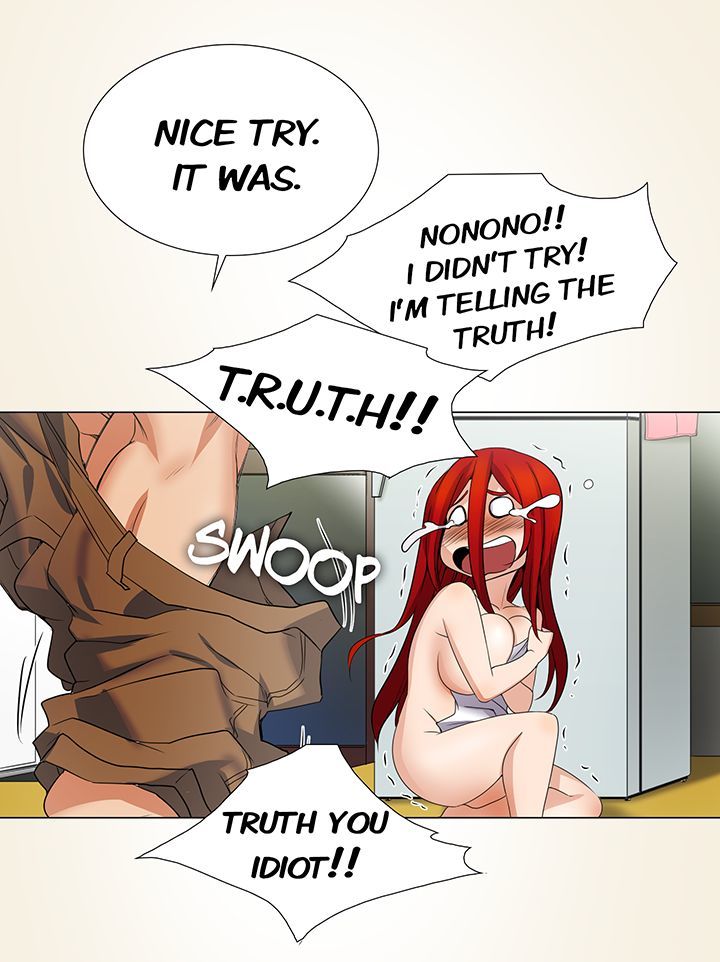 NICE TRY.
IT WAS.
NONONO!!
I DIDN'T TRY!
I'M TELLING THE
TRUTH!
T.R.U.T.H!!
SWOOP
TRUTH YOU
IDIOT!!